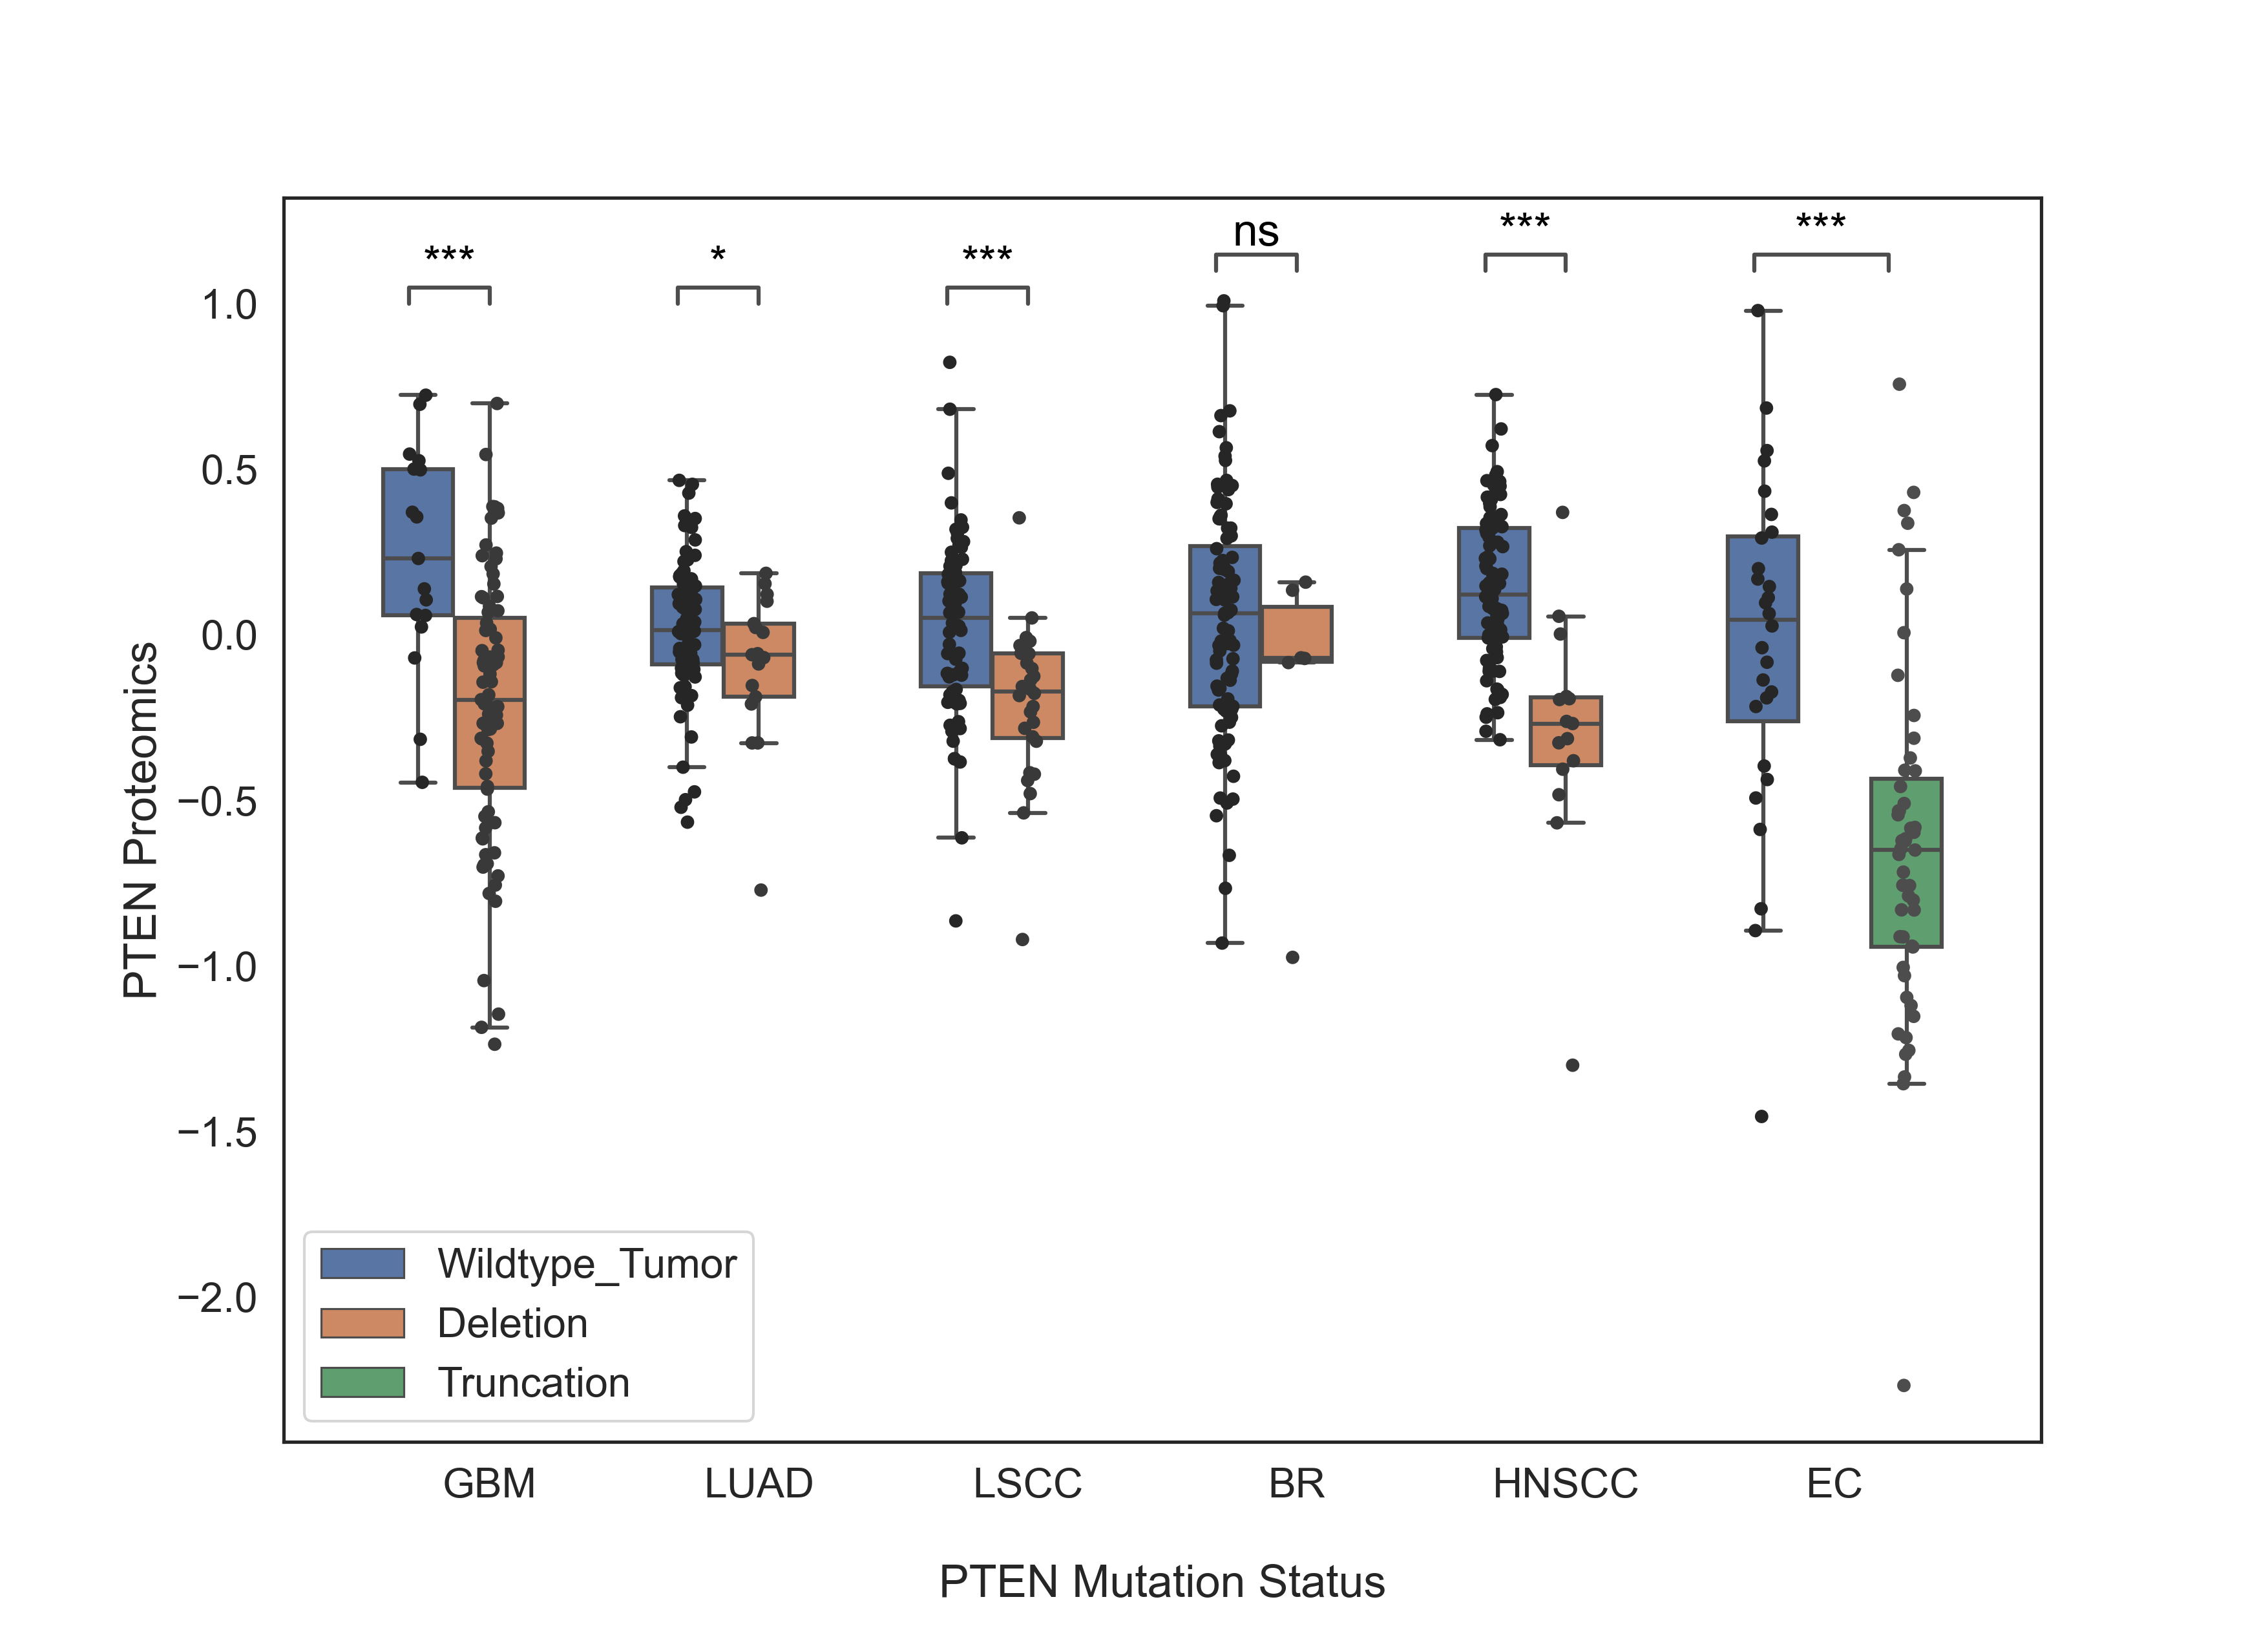 *** * *** ns *** ***
1.0
0.5
0.0
−0.5
−1.0
−1.5
−2.0
PTEN Proteomics
Wildtype_Tumor
Deletion
Truncation
GBM LUAD LSCC BR HNSCC EC
PTEN Mutation Status